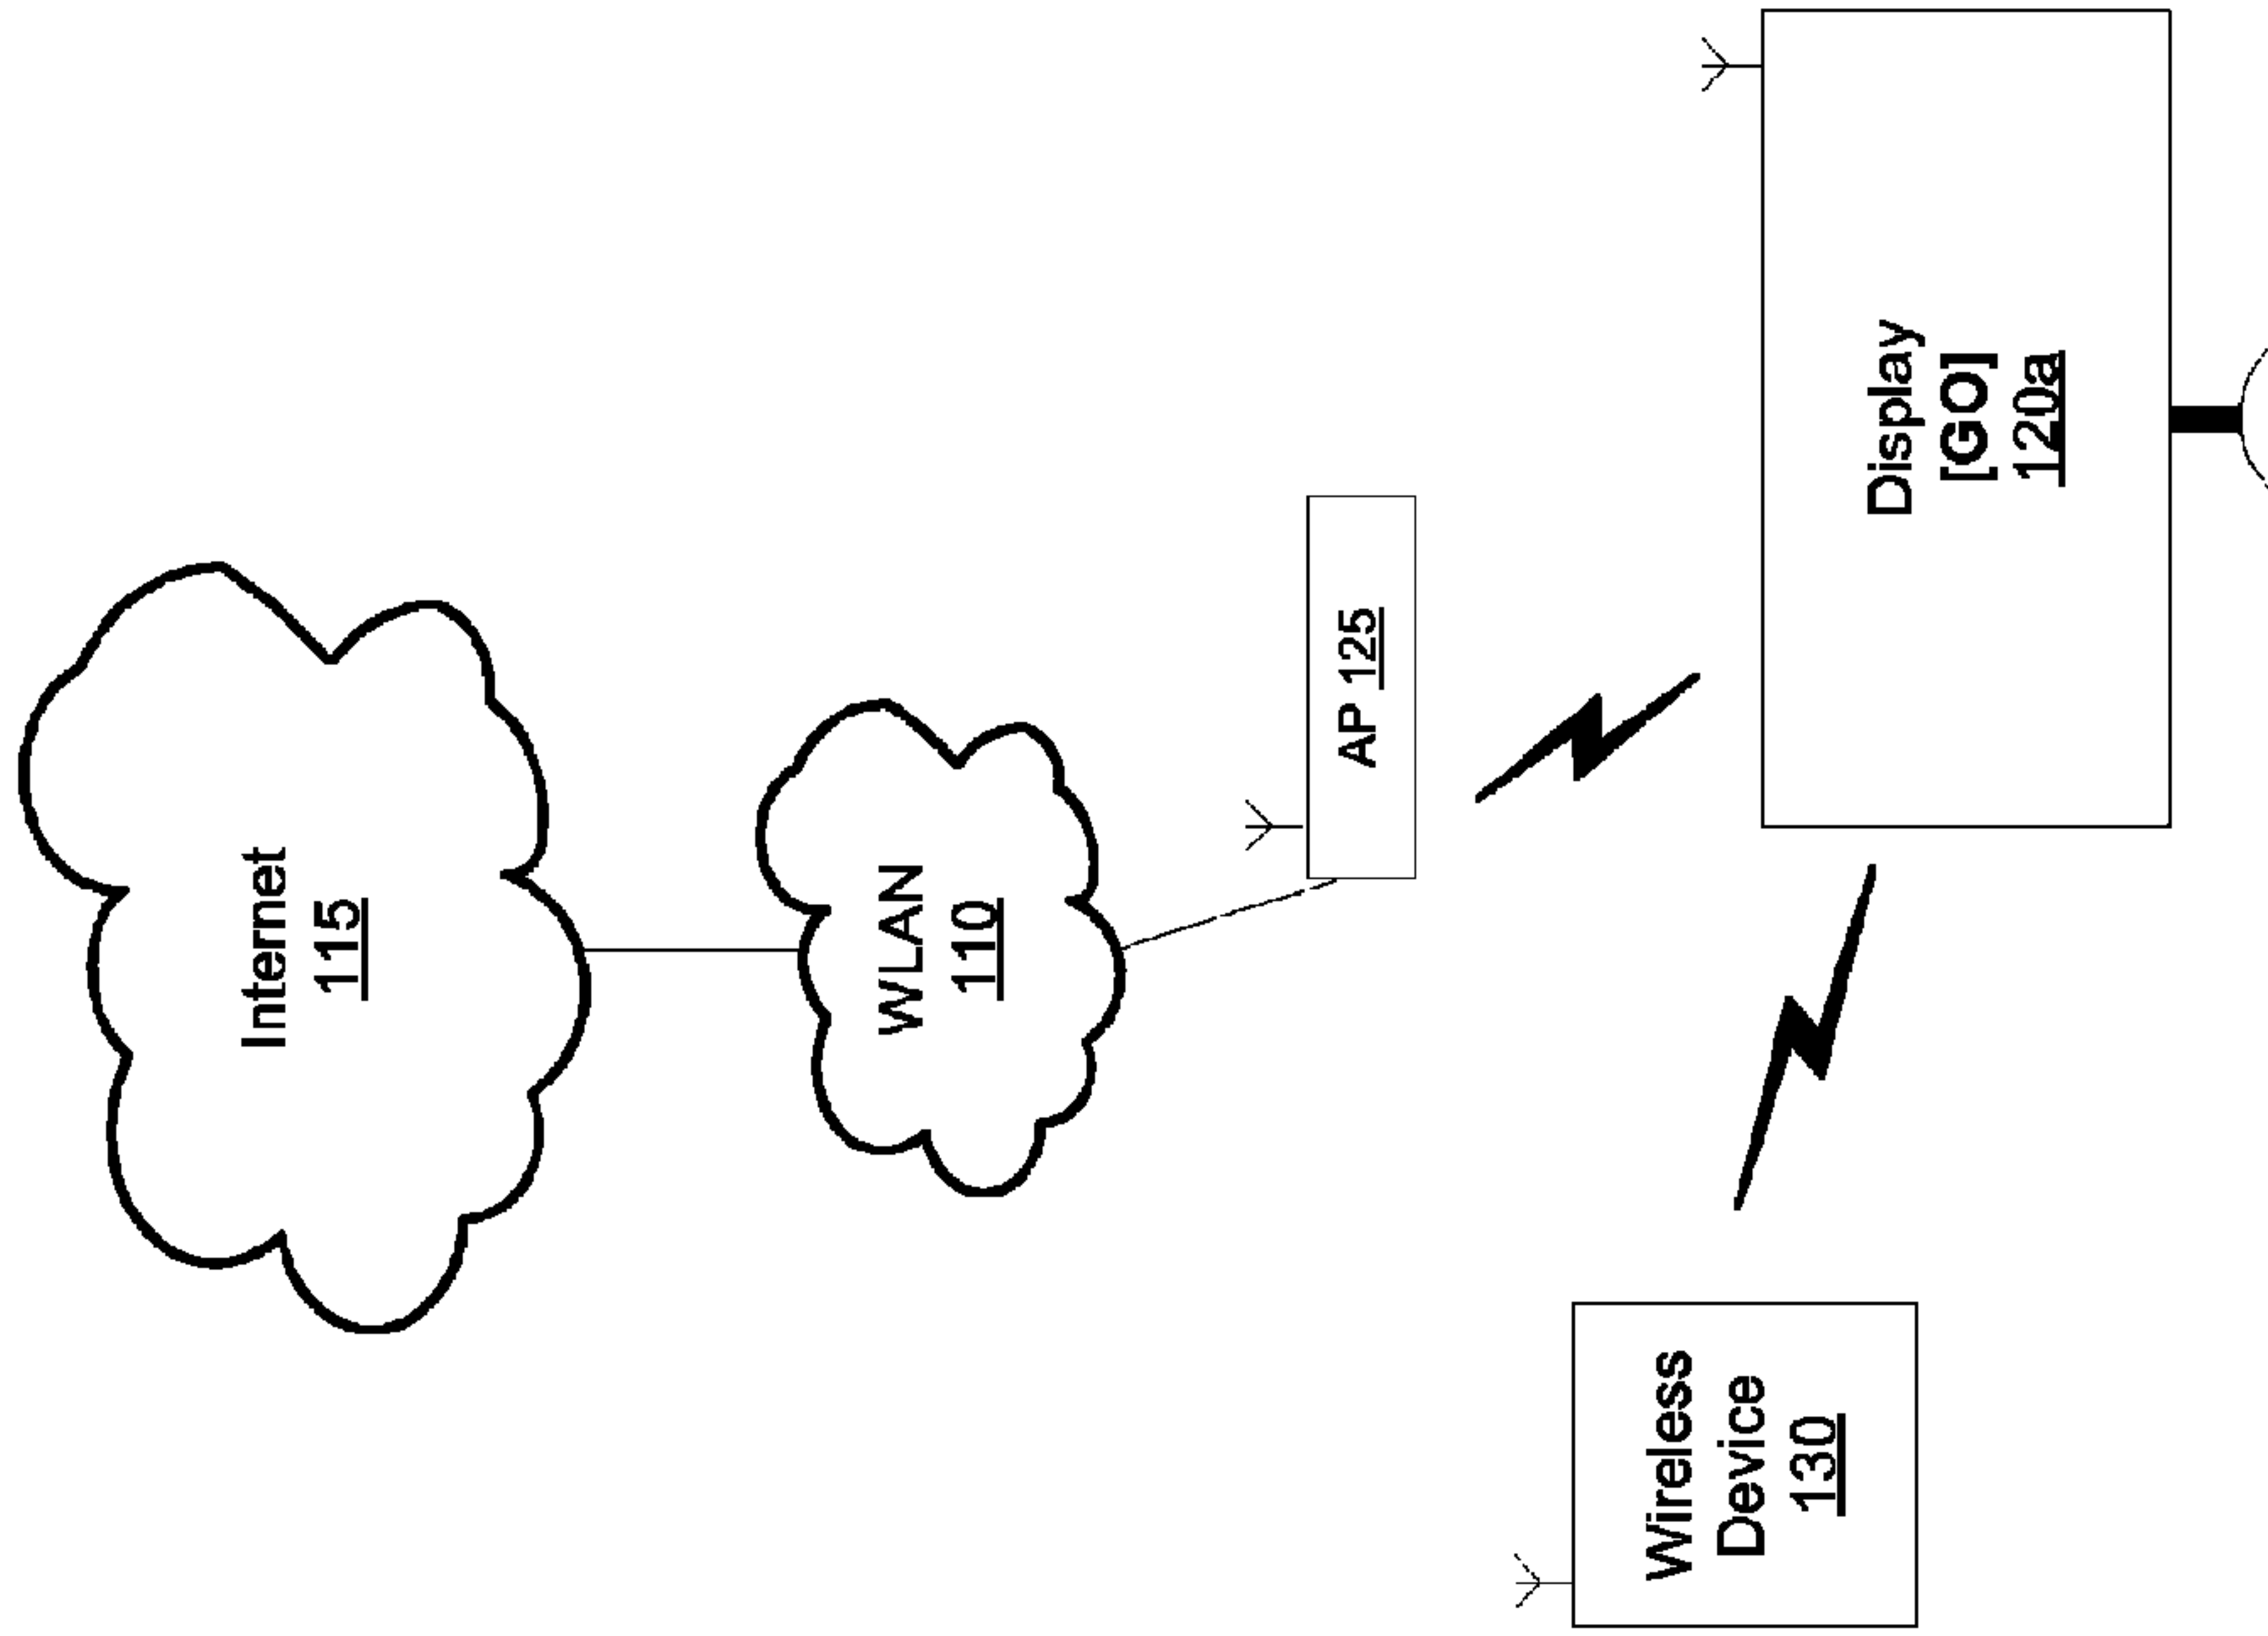 Internet
115
WLAN
110
AP 125
Display
[GO]
120a
Wireless
Device
130